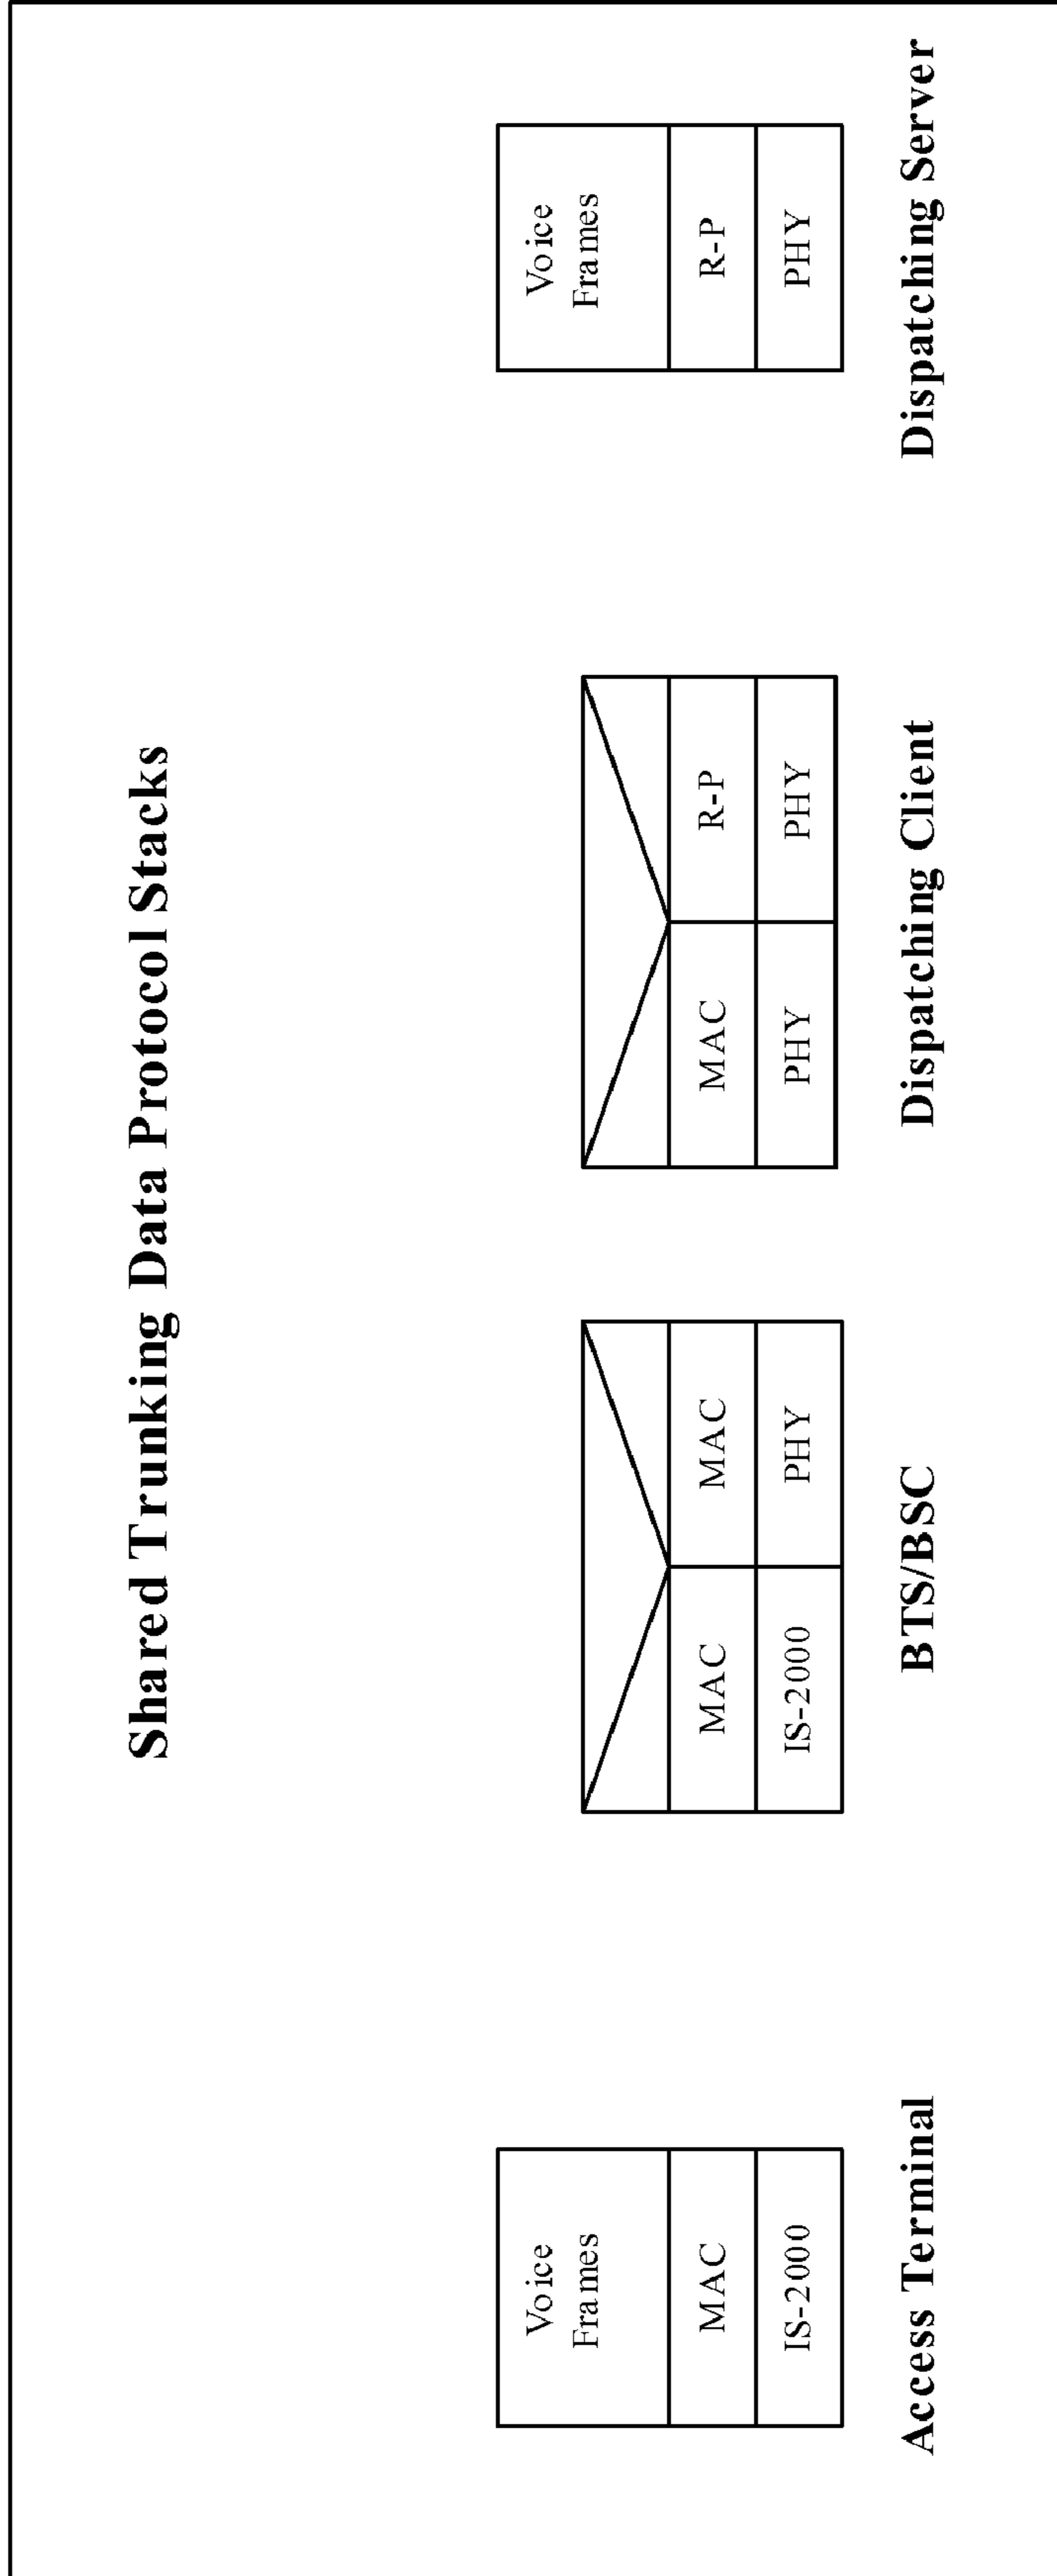 Shared Trunking Data Protocol Stacks
Voice
Frames
MAC
IS-2000
Access Terminal
MAC
MAC
IS-2000
PHY
BTS/BSC
MAC
R-P
PHY
PHY
Dispatching Client
Voice
Frames
R-P
PHY
Dispatching Server